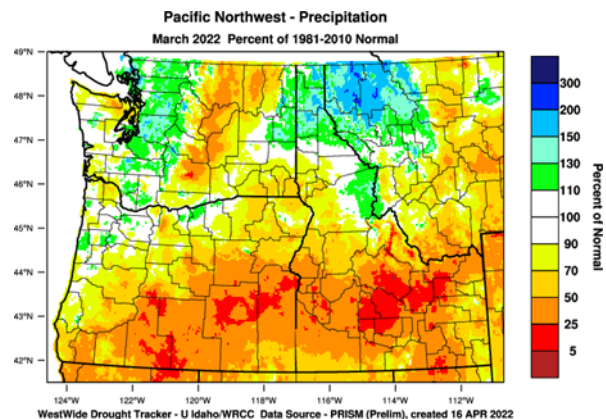 Pacific Northwest - Precipitation
March 2022 Percent of 1981-2010 Normal
49°N
48°N
47°N
46°N
45°N
44°N
43°N
42°N
124°W 122°W 120°W 118°W 116°W 114°W 112°W
300
200
150
130
110
100
90
70
50
25
5
Percent of Normal
WestWide Drought Tracker - U Idaho/WRCC Data Source - PRISM (Prelim), created 16 APR 2022